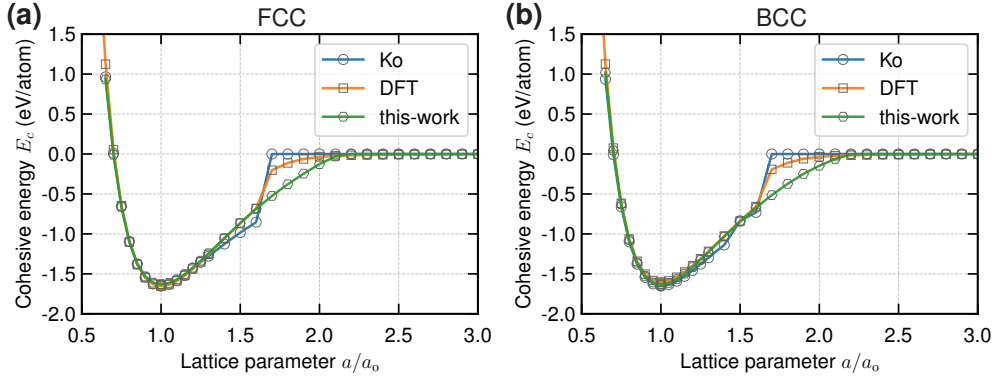 (a)
FCC
Cohesive energy E_c (eV/atom)
1.5
1.0
0.5
0.0
-0.5
-1.0
-1.5
-2.0
Ko
DFT
this-work
0.5
1.0
1.5
2.0
2.5
3.0
Lattice parameter a/a_o
(b)
BCC
Cohesive energy E_c (eV/atom)
1.5
1.0
0.5
0.0
-0.5
-1.0
-1.5
-2.0
Ko
DFT
this-work
0.5
1.0
1.5
2.0
2.5
3.0
Lattice parameter a/a_o